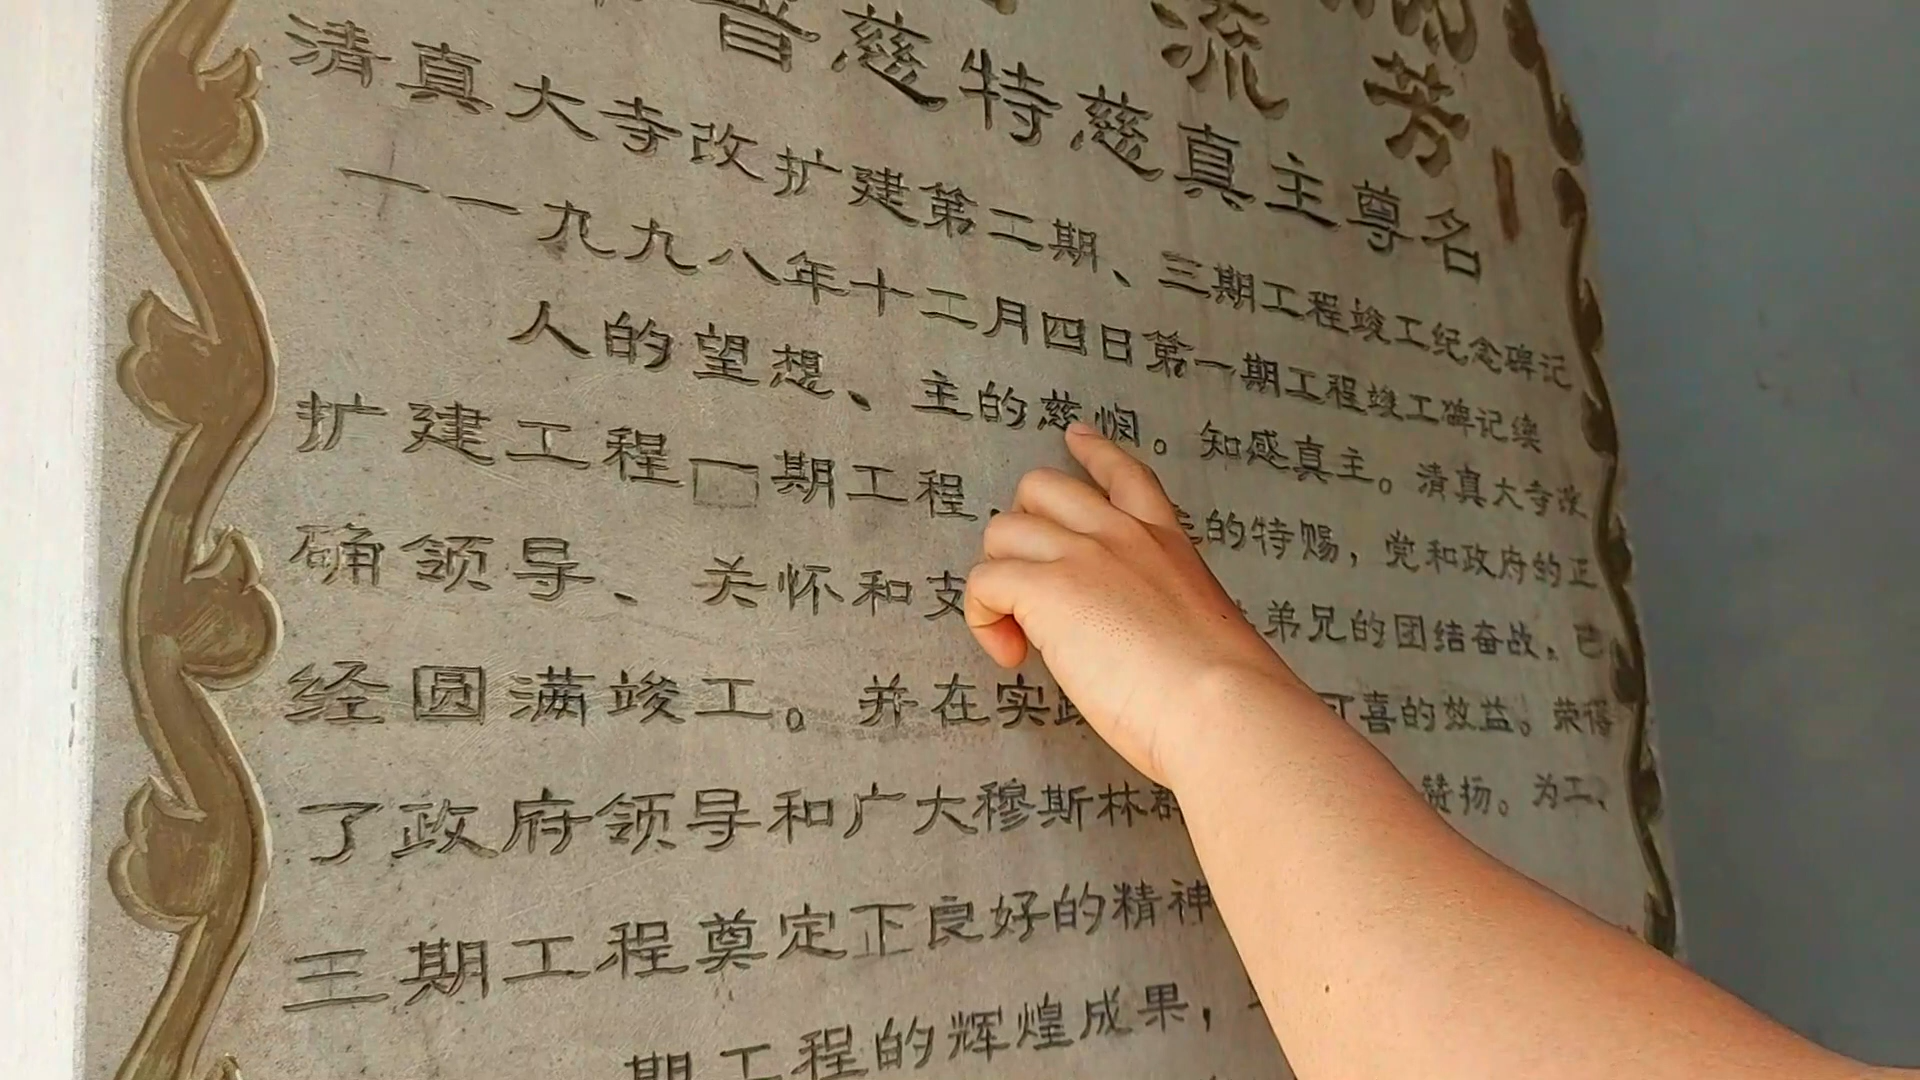 流芳
普慈特慈真主尊名
清真大寺改扩建第二期、三期工程竣工纪念碑记
一一九九八年十二月四日第一期工程竣工碑记续
人的望想、主的慈悯。知感真主。清真大寺改
扩建工程 期工程, 的特赐,党和政府的正
确领导、关怀和支 弟兄的团结奋战,已
经圆满竣工。并在实践 可喜的效益。荣
了政府领导和广大穆斯林群 赞扬。为工、
三期工程奠定正良好的精神
期工程的辉煌成果,